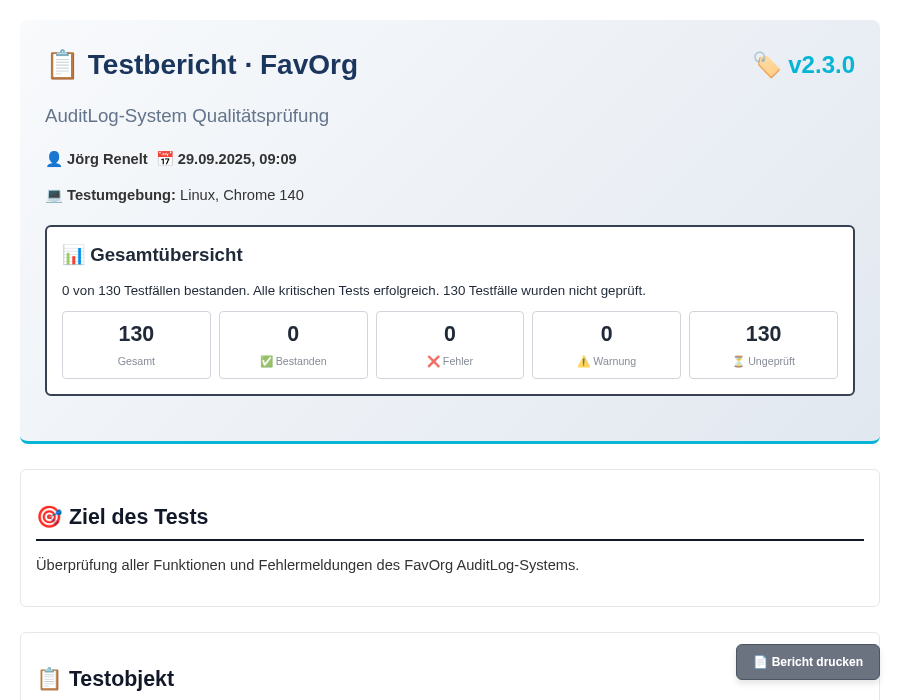 📋 Testbericht · FavOrg
🏷️ v2.3.0
AuditLog-System Qualitätsprüfung
👤 Jörg Renelt 📅 29.09.2025, 09:09
💻 Testumgebung: Linux, Chrome 140
📊 Gesamtübersicht
0 von 130 Testfällen bestanden. Alle kritischen Tests erfolgreich. 130 Testfälle wurden nicht geprüft.
130
Gesamt
0
✅ Bestanden
0
❌ Fehler
0
⚠️ Warnung
130
⏳ Ungeprüft
🎯 Ziel des Tests
Überprüfung aller Funktionen und Fehlermeldungen des FavOrg AuditLog-Systems.
📋 Testobjekt
📄 Bericht drucken